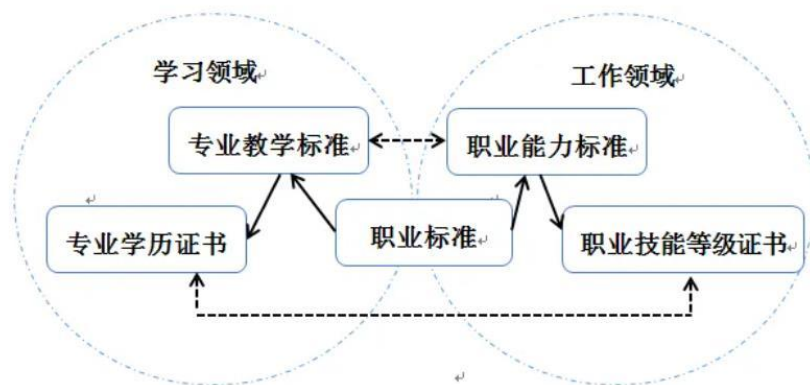 学习领域
工作领域
专业教学标准
职业能力标准
专业学历证书
职业标准
职业技能等级证书